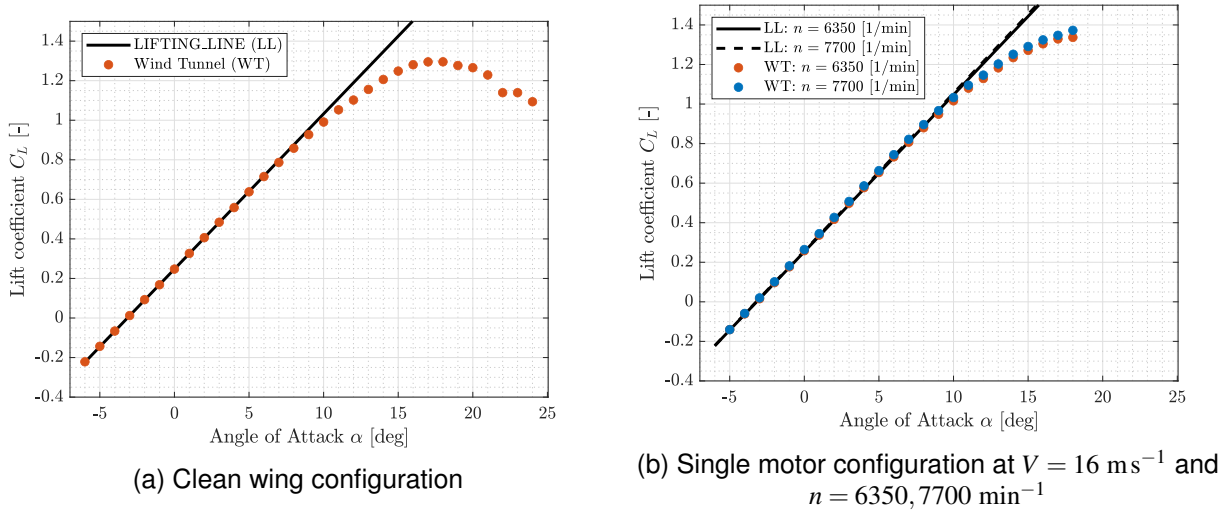 LIFTING_LINE (LL)
Wind Tunnel (WT)
1.4
1.2
1
0.8
0.6
0.4
0.2
0
-0.2
-0.4
Lift coefficient C_L [-]
-5 0 5 10 15 20 25
Angle of Attack α [deg]
(a) Clean wing configuration
LL: n = 6350 [1/min]
LL: n = 7700 [1/min]
WT: n = 6350 [1/min]
WT: n = 7700 [1/min]
1.4
1.2
1
0.8
0.6
0.4
0.2
0
-0.2
-0.4
Lift coefficient C_L [-]
-5 0 5 10 15 20 25
Angle of Attack α [deg]
(b) Single motor configuration at V = 16 m s⁻¹ and
n = 6350, 7700 min⁻¹